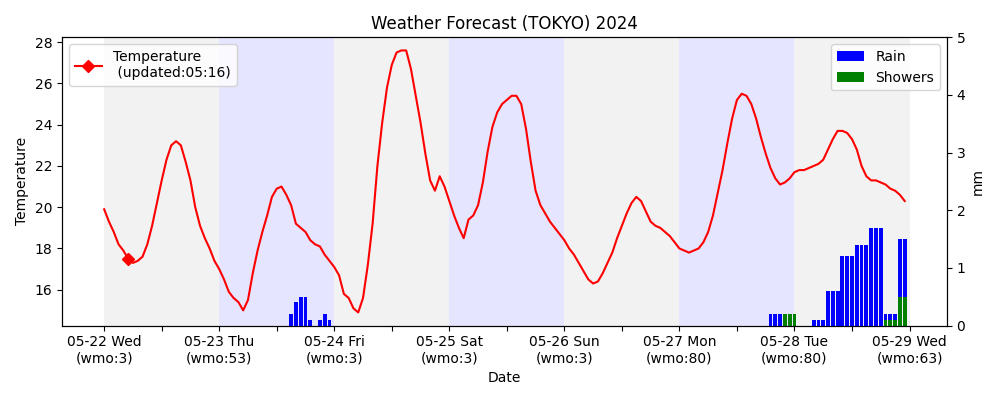 Weather Forecast (TOKYO) 2024
Temperature
(updated:05:16)
Rain
Showers
28
26
24
22
20
18
16
Temperature
5
4
3
2
1
0
mm
05-22 Wed
(wmo:3)
05-23 Thu
(wmo:53)
05-24 Fri
(wmo:3)
05-25 Sat
(wmo:3)
05-26 Sun
(wmo:3)
05-27 Mon
(wmo:80)
05-28 Tue
(wmo:80)
05-29 Wed
(wmo:63)
Date